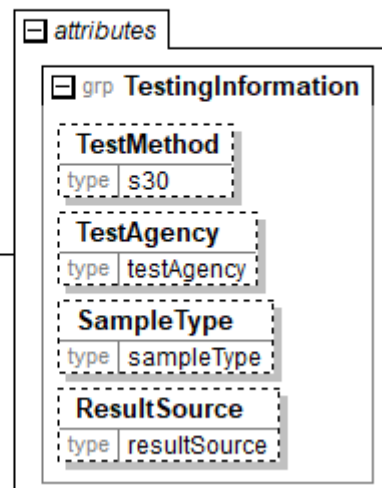 attributes
grp TestingInformation
TestMethod
type s30
TestAgency
type testAgency
SampleType
type sampleType
ResultSource
type resultSource